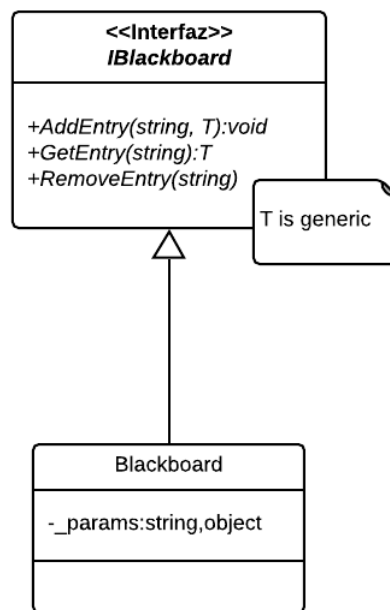 <<Interfaz>>
IBlackboard
+AddEntry(string, T):void
+GetEntry(string):T
+RemoveEntry(string)
T is generic
Blackboard
-_params:string,object